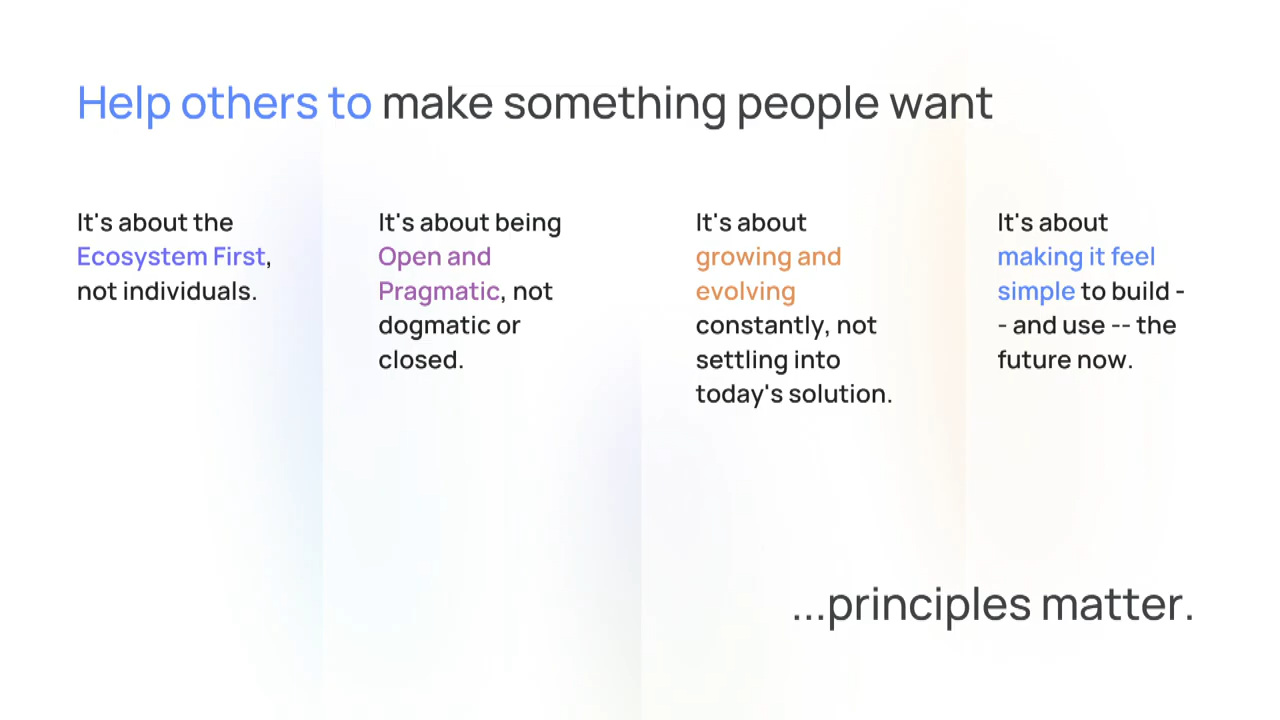 Help others to make something people want
It's about the
Ecosystem First,
not individuals.
It's about being
Open and
Pragmatic, not
dogmatic or
closed.
It's about
growing and
evolving
constantly, not
settling into
today's solution.
It's about
making it feel
simple to build -
- and use -- the
future now.
...principles matter.